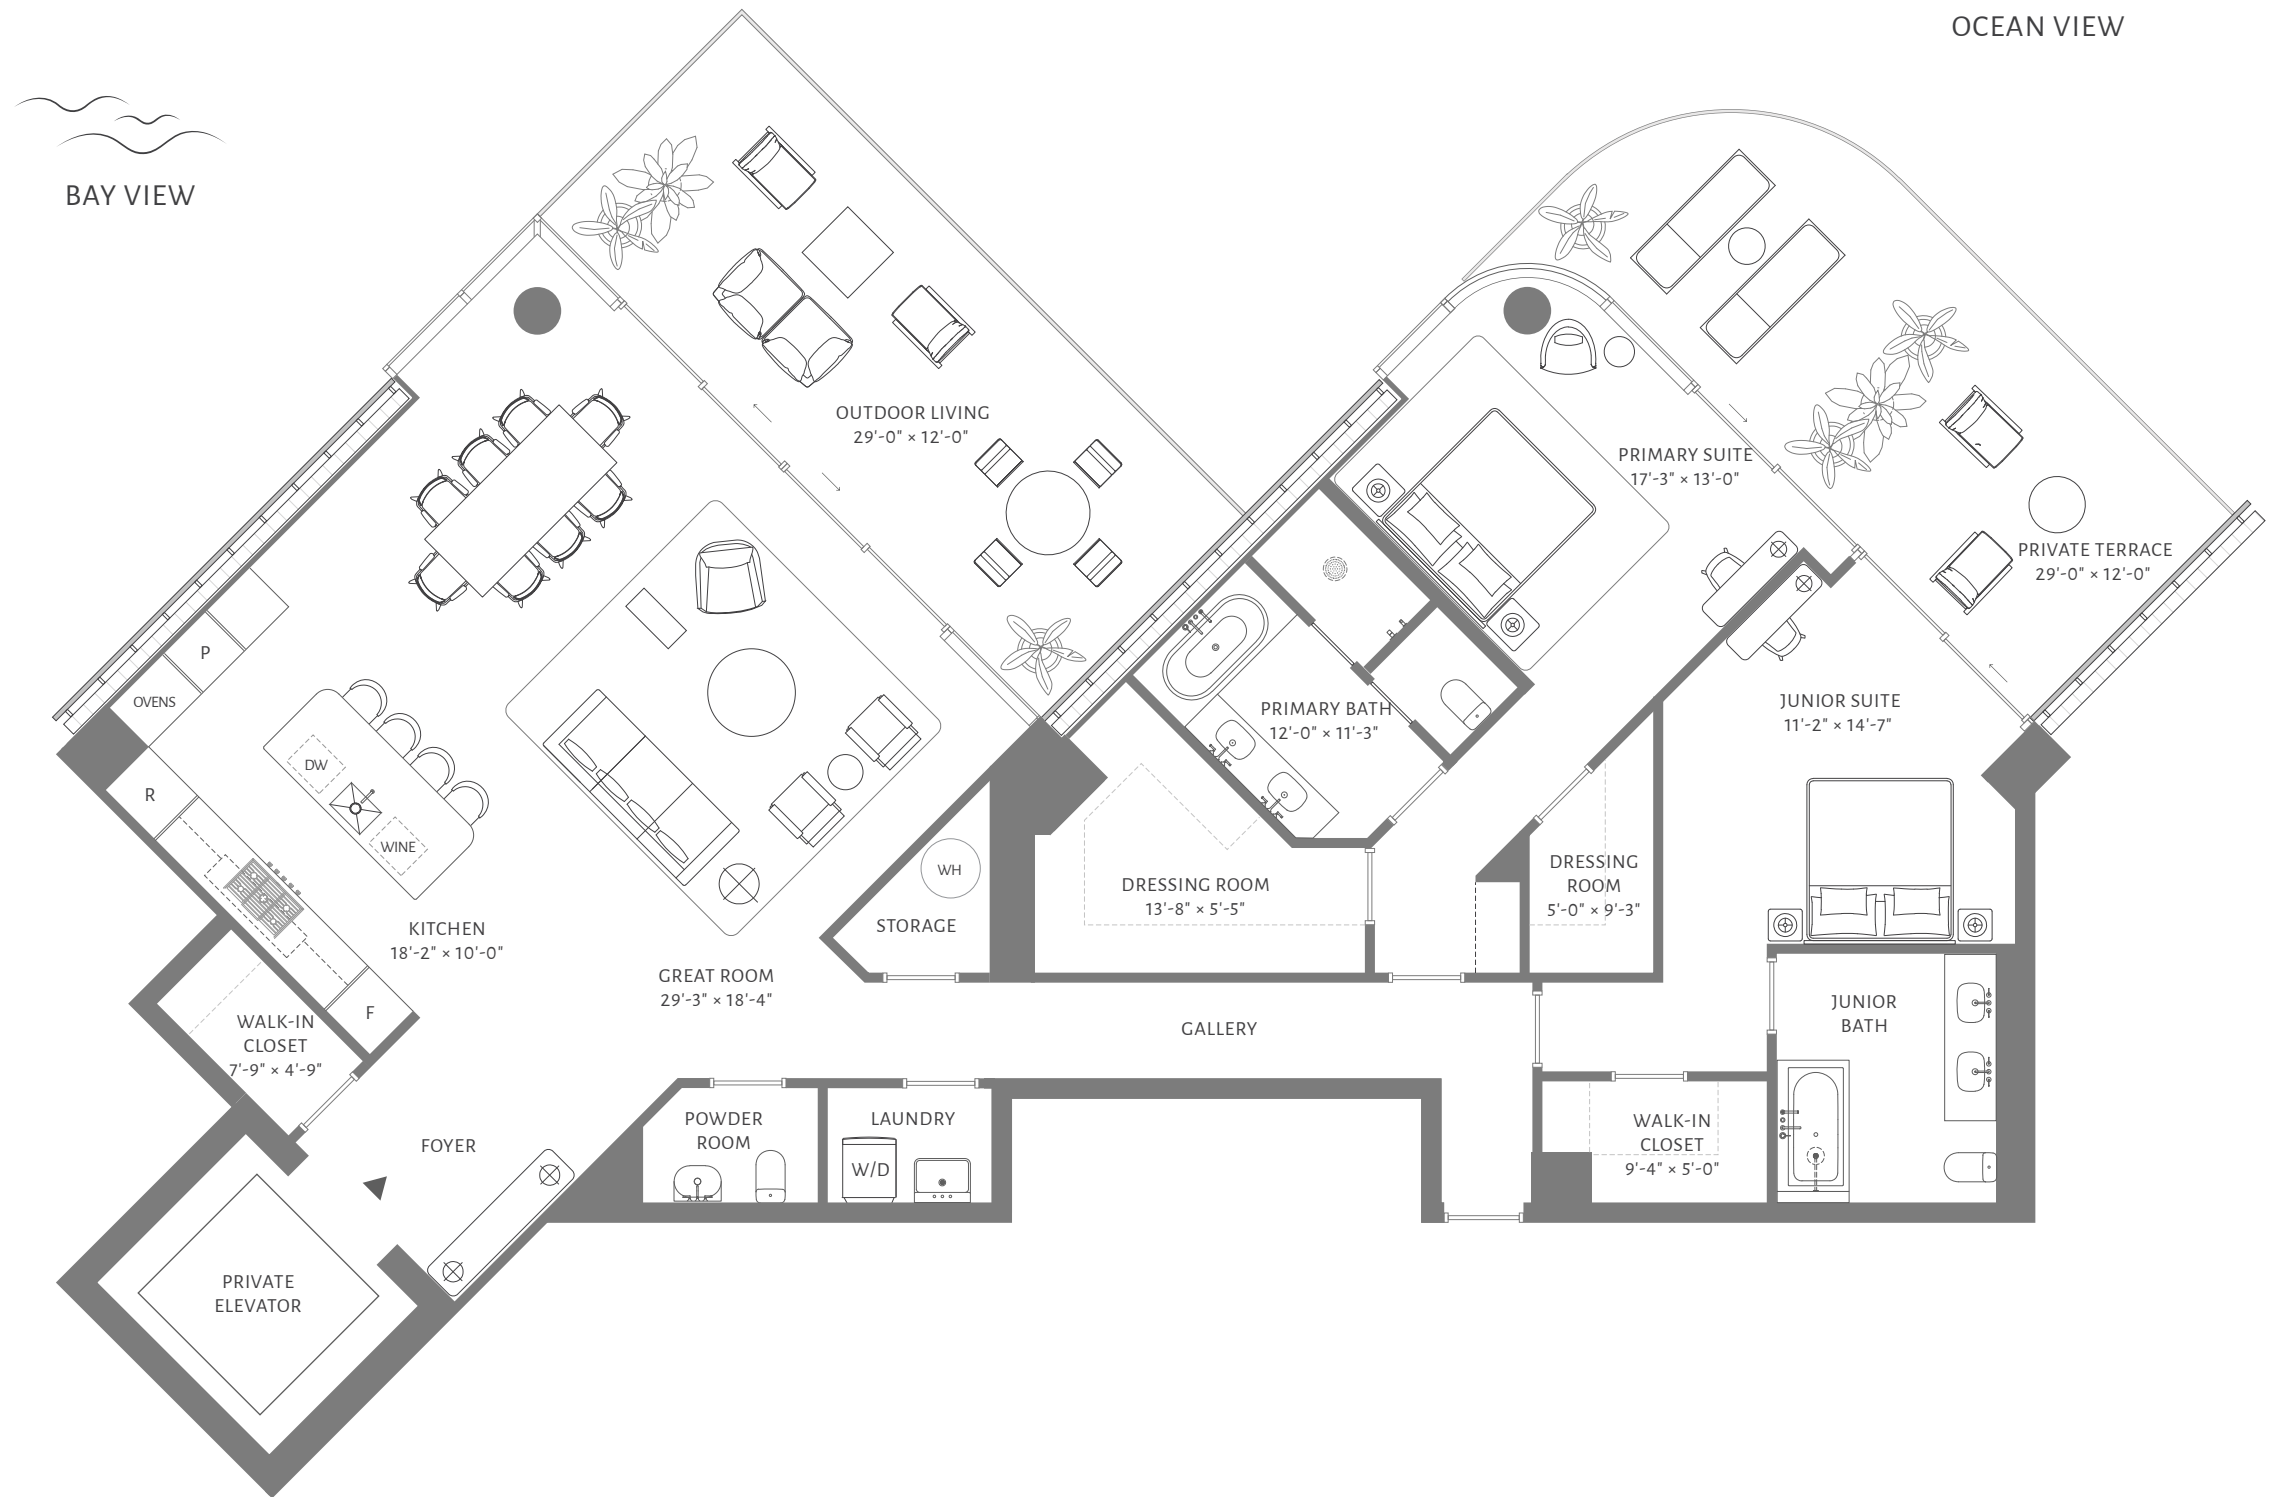 OCEAN VIEW
BAY VIEW
OUTDOOR LIVING
29'-0" × 12'-0"
PRIMARY SUITE
17'-3" × 13'-0"
PRIVATE TERRACE
29'-0" × 12'-0"
P
OVENS
R
DW
WINE
KITCHEN
18'-2" × 10'-0"
F
GREAT ROOM
29'-3" × 18'-4"
WH
STORAGE
PRIMARY BATH
12'-0" × 11'-3"
DRESSING ROOM
13'-8" × 5'-5"
DRESSING
ROOM
5'-0" × 9'-3"
JUNIOR SUITE
11'-2" × 14'-7"
WALK-IN
CLOSET
7'-9" × 4'-9"
GALLERY
JUNIOR
BATH
FOYER
POWDER
ROOM
LAUNDRY
W/D
WALK-IN
CLOSET
9'-4" × 5'-0"
PRIVATE
ELEVATOR